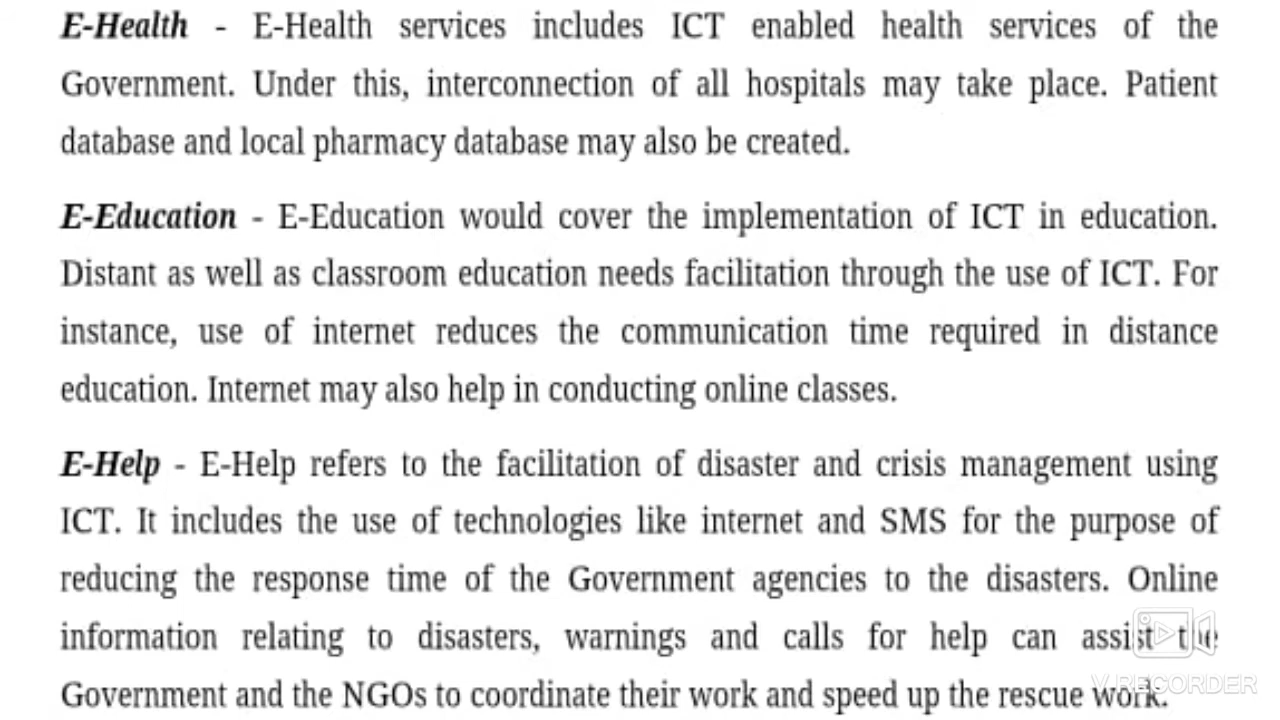 E-Health - E-Health services includes ICT enabled health services of the
Government. Under this, interconnection of all hospitals may take place. Patient
database and local pharmacy database may also be created.
E-Education - E-Education would cover the implementation of ICT in education.
Distant as well as classroom education needs facilitation through the use of ICT. For
instance, use of internet reduces the communication time required in distance
education. Internet may also help in conducting online classes.
E-Help - E-Help refers to the facilitation of disaster and crisis management using
ICT. It includes the use of technologies like internet and SMS for the purpose of
reducing the response time of the Government agencies to the disasters. Online
information relating to disasters, warnings and calls for help can assist the
Government and the NGOs to coordinate their work and speed up the rescue work.
V RECORDER